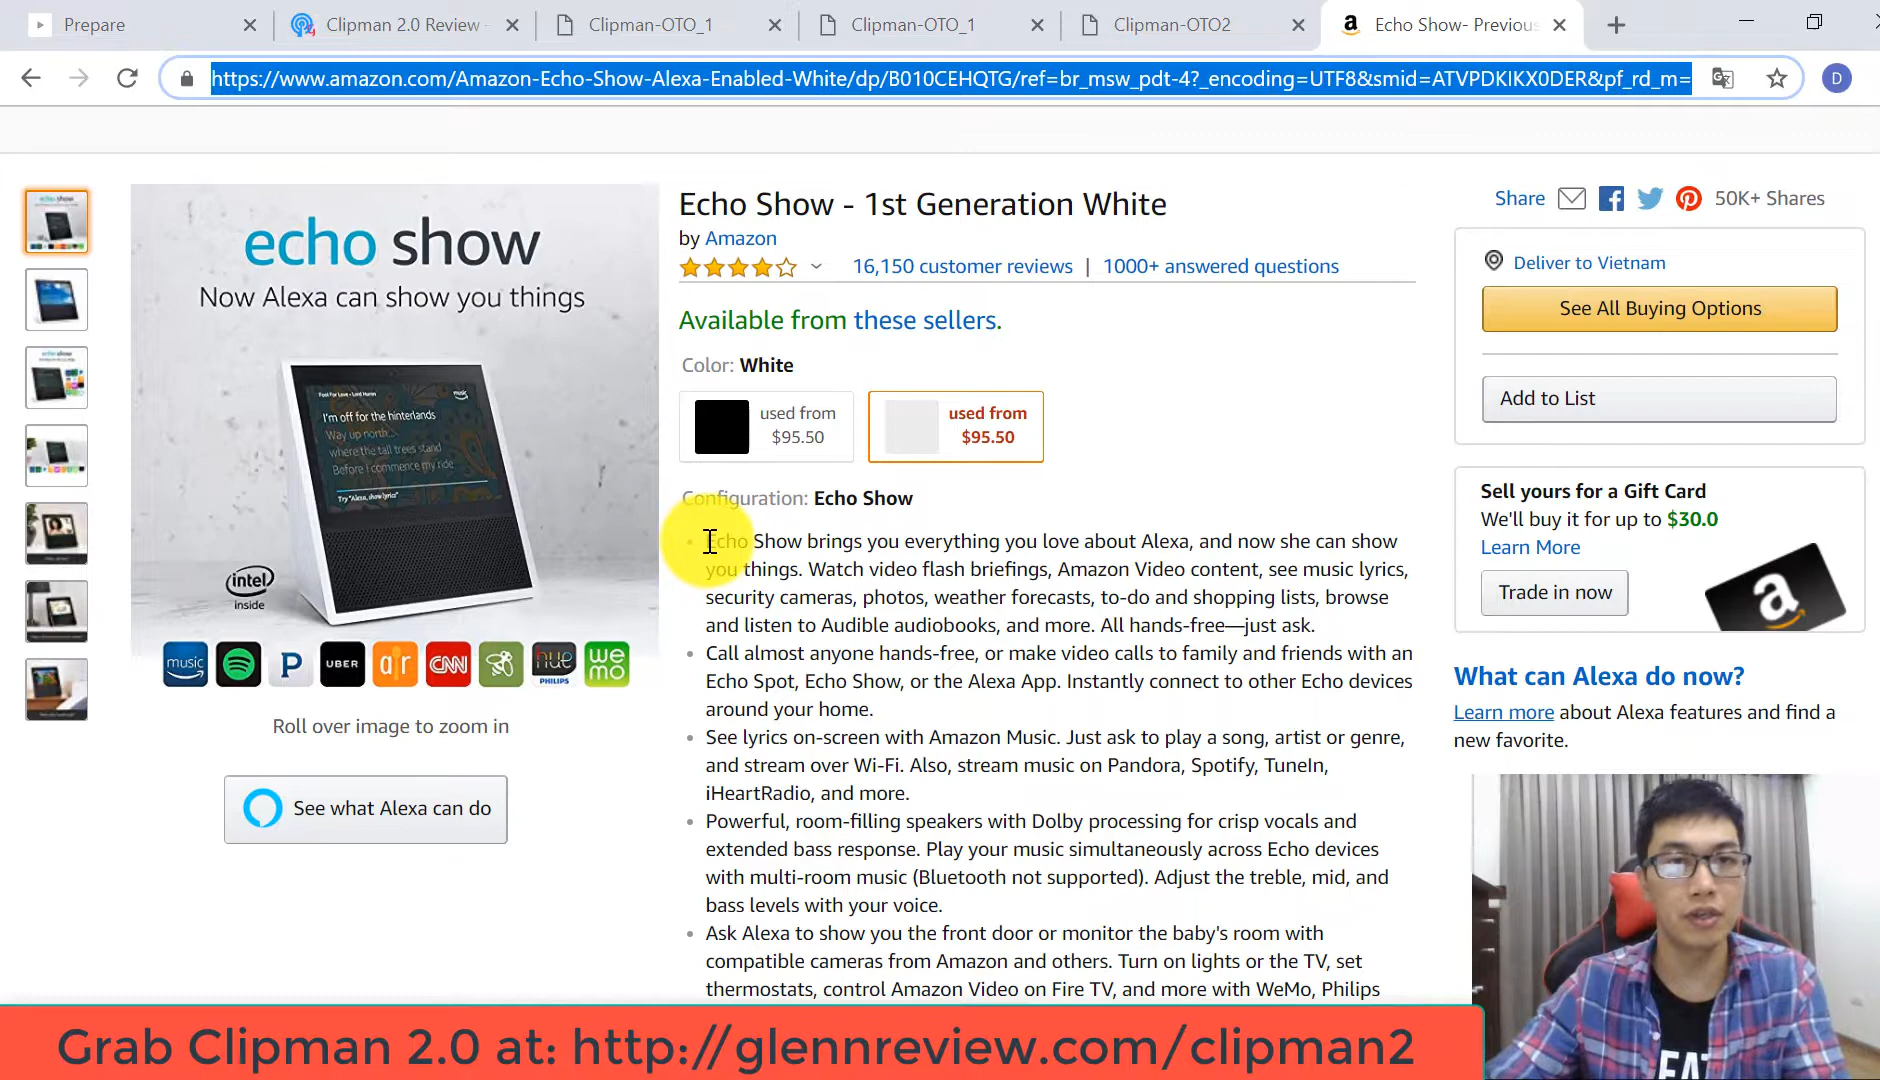 Prepare
Clipman 2.0 Review -
Clipman-OTO_1
Clipman-OTO_1
Clipman-OTO2
Echo Show- Previous
https://www.amazon.com/Amazon-Echo-Show-Alexa-Enabled-White/dp/B010CEHQTG/ref=br_msw_pdt-4?_encoding=UTF8&smid=ATVPDKIKX0DER&pf_rd_m=
D
echo show
Now Alexa can show you things
Fool For Love - Lord Huron
music
I'm off for the hinterlands
Way up north...
where the tall trees stand
Before I commence my ride
Try "Alexa, show lyrics"
intel
inside
music
P
UBER
air
CNN
hue
PHILIPS
we
mo
Roll over image to zoom in
See what Alexa can do
Echo Show - 1st Generation White
by Amazon
16,150 customer reviews | 1000+ answered questions
Available from these sellers.
Color: White
used from
$95.50
used from
$95.50
Configuration: Echo Show
Echo Show brings you everything you love about Alexa, and now she can show
you things. Watch video flash briefings, Amazon Video content, see music lyrics,
security cameras, photos, weather forecasts, to-do and shopping lists, browse
and listen to Audible audiobooks, and more. All hands-free—just ask.
Call almost anyone hands-free, or make video calls to family and friends with an
Echo Spot, Echo Show, or the Alexa App. Instantly connect to other Echo devices
around your home.
See lyrics on-screen with Amazon Music. Just ask to play a song, artist or genre,
and stream over Wi-Fi. Also, stream music on Pandora, Spotify, TuneIn,
iHeartRadio, and more.
Powerful, room-filling speakers with Dolby processing for crisp vocals and
extended bass response. Play your music simultaneously across Echo devices
with multi-room music (Bluetooth not supported). Adjust the treble, mid, and
bass levels with your voice.
Ask Alexa to show you the front door or monitor the baby's room with
compatible cameras from Amazon and others. Turn on lights or the TV, set
thermostats, control Amazon Video on Fire TV, and more with WeMo, Philips
Share 50K+ Shares
Deliver to Vietnam
See All Buying Options
Add to List
Sell yours for a Gift Card
We'll buy it for up to $30.0
Learn More
Trade in now
a
What can Alexa do now?
Learn more about Alexa features and find a
new favorite.
EAT
Grab Clipman 2.0 at: http://glennreview.com/clipman2